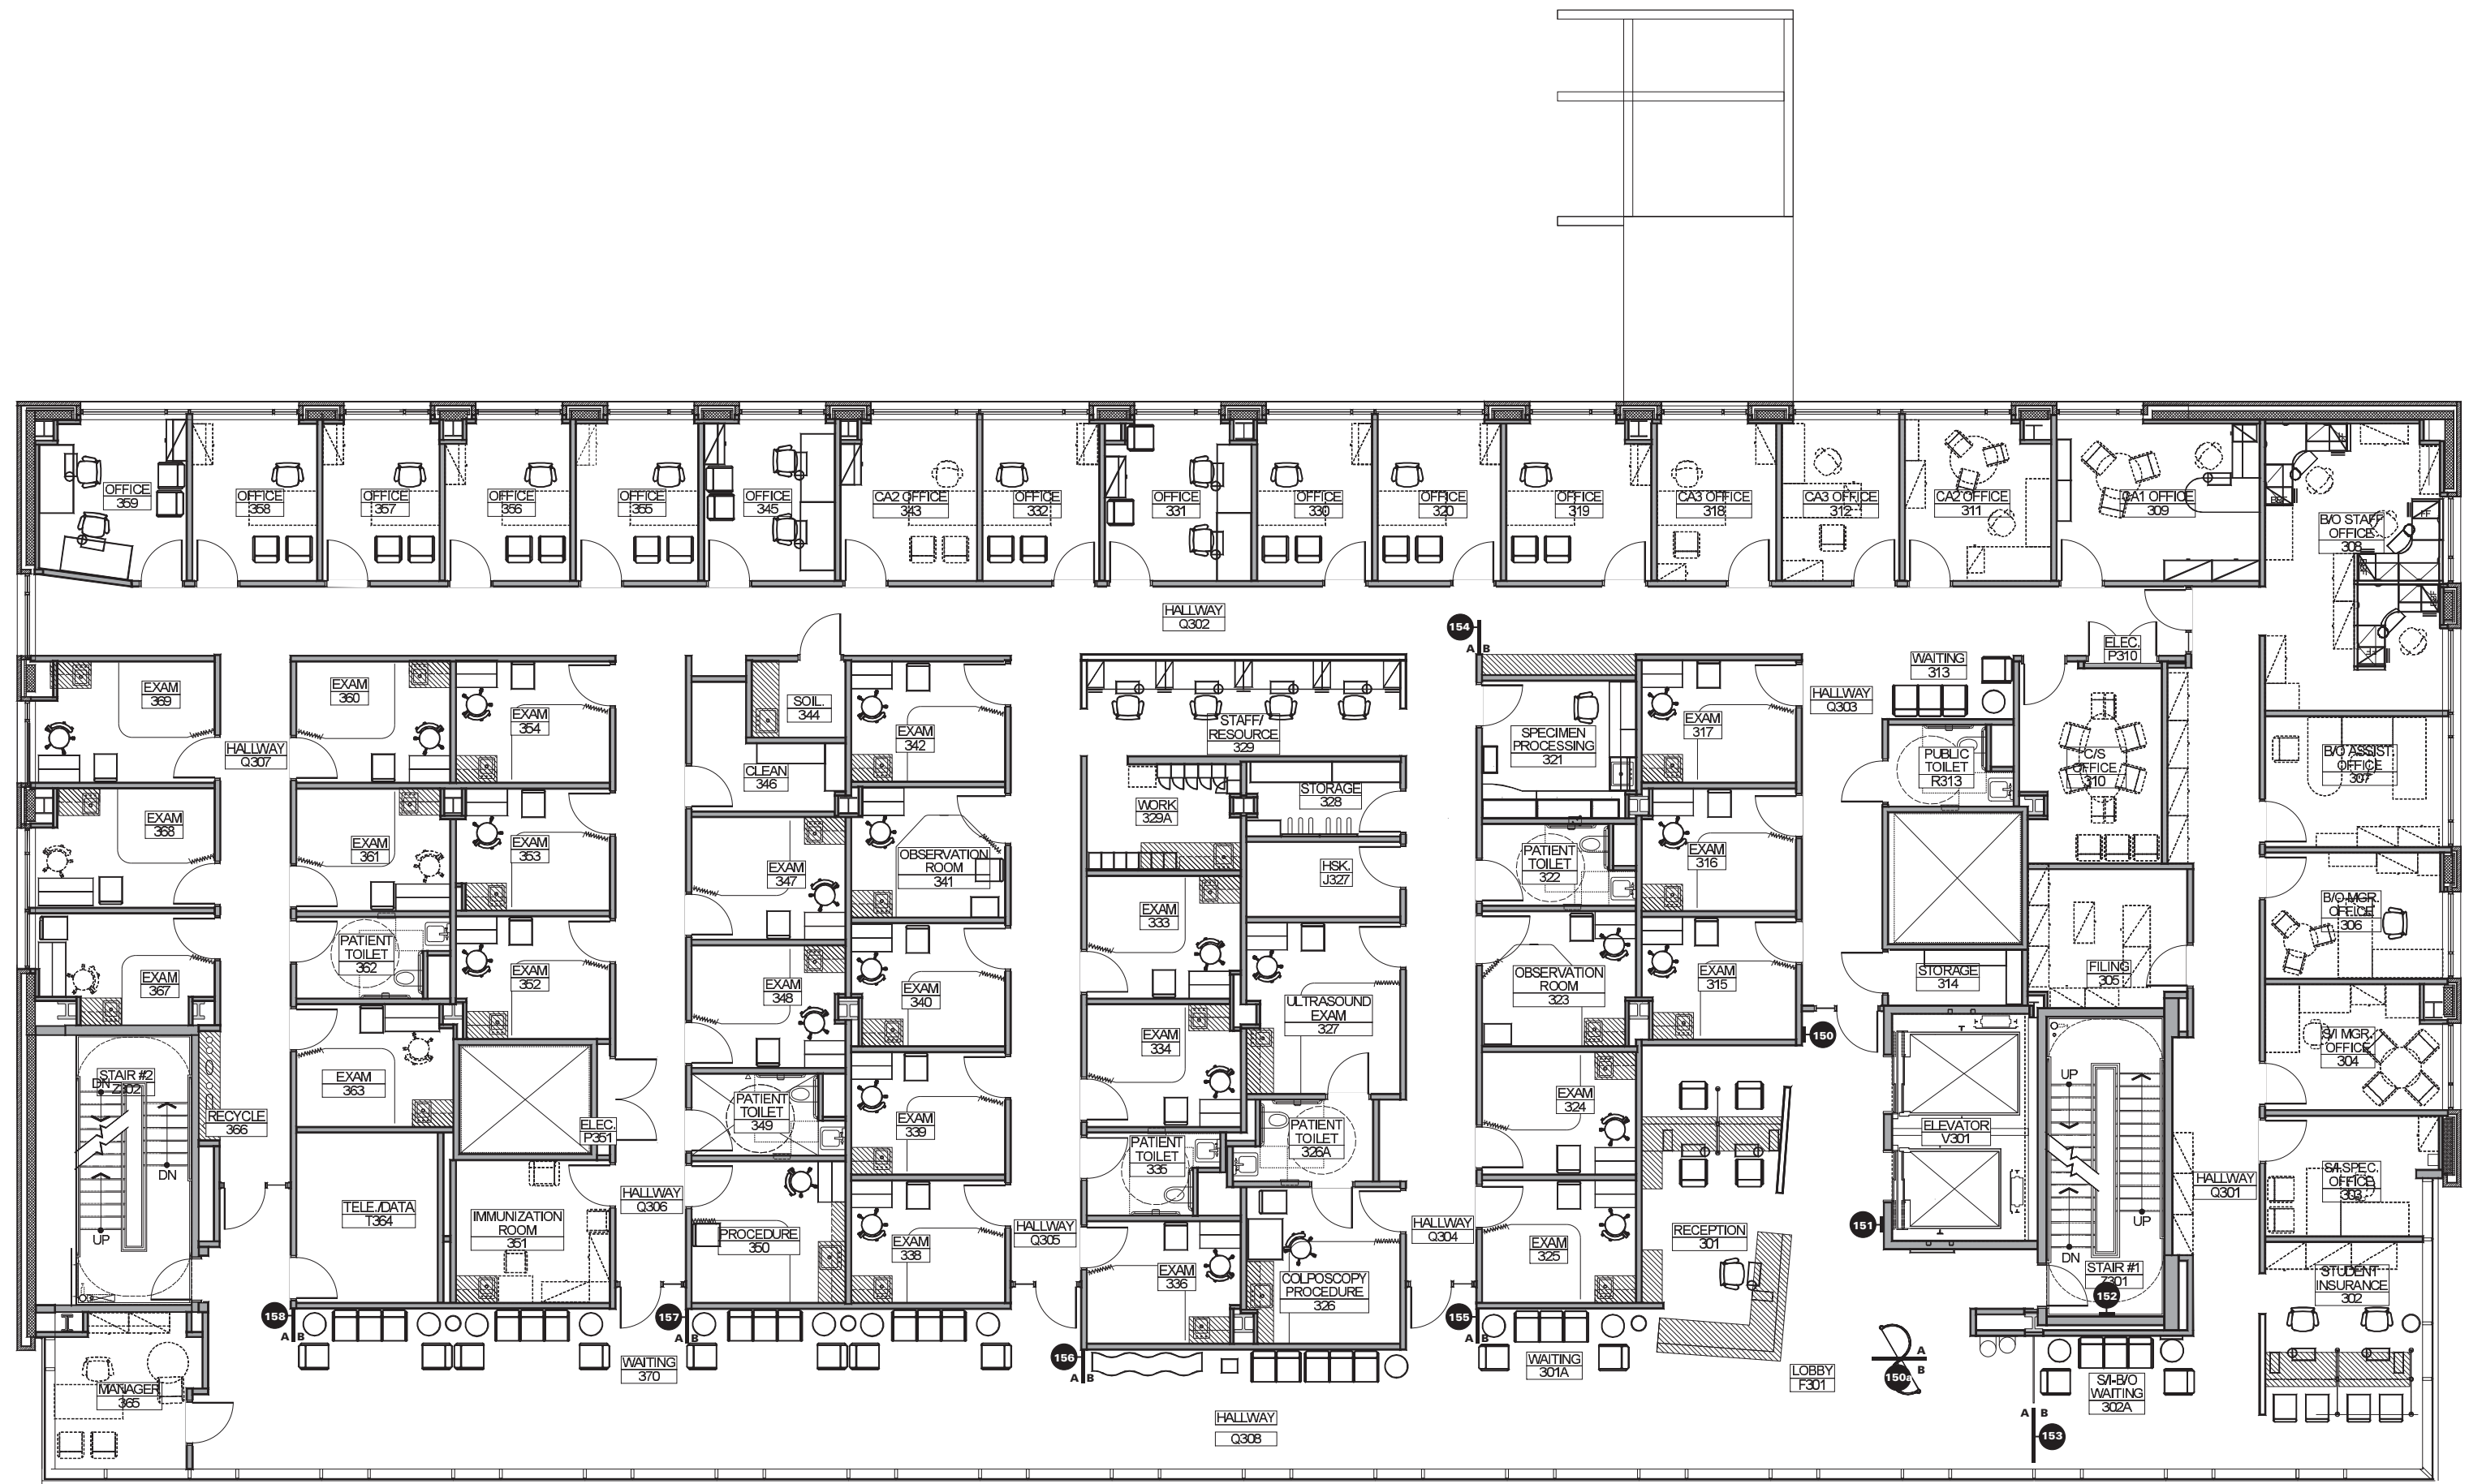 OFFICE
359
OFFICE
358
OFFICE
357
OFFICE
356
OFFICE
355
OFFICE
345
CA2 OFFICE
343
OFFICE
332
OFFICE
331
OFFICE
330
OFFICE
320
OFFICE
319
CA3 OFFICE
318
CA3 OFFICE
312
CA2 OFFICE
311
CA1 OFFICE
309
B/O STAFF
OFFICE
308
HALLWAY
Q302
154
A B
ELEC.
P310
WAITING
313
HALLWAY
Q303
EXAM
369
EXAM
360
EXAM
354
SOIL.
344
EXAM
342
STAFF/
RESOURCE
329
SPECIMEN
PROCESSING
321
EXAM
317
PUBLIC
TOILET
R313
C/S
OFFICE
310
B/O ASSIST.
OFFICE
307
HALLWAY
Q307
CLEAN
346
STORAGE
328
WORK
329A
EXAM
368
EXAM
361
EXAM
353
EXAM
347
OBSERVATION
ROOM
341
HSK.
J327
PATIENT
TOILET
322
EXAM
316
B/O MGR.
OFFICE
306
EXAM
333
PATIENT
TOILET
362
EXAM
367
EXAM
352
EXAM
348
EXAM
340
ULTRASOUND
EXAM
327
OBSERVATION
ROOM
323
EXAM
315
STORAGE
314
FILING
305
150
EXAM
334
S/I MGR.
OFFICE
304
STAIR #2
Z302
DN
DN
UP
EXAM
363
RECYCLE
366
ELEC.
P351
PATIENT
TOILET
349
EXAM
339
PATIENT
TOILET
335
PATIENT
TOILET
326A
EXAM
324
ELEVATOR
V301
UP
UP
DN
S/I SPEC.
OFFICE
303
HALLWAY
Q301
TELE./DATA
T364
IMMUNIZATION
ROOM
351
HALLWAY
Q306
PROCEDURE
350
EXAM
338
HALLWAY
Q305
EXAM
336
COLPOSCOPY
PROCEDURE
326
HALLWAY
Q304
EXAM
325
RECEPTION
301
151
STAIR #1
Z301
152
STUDENT
INSURANCE
302
158
A B
157
A B
156
A B
155
A B
WAITING
370
WAITING
301A
LOBBY
F301
A
B
150a
S/I-B/O
WAITING
302A
MANAGER
365
HALLWAY
Q308
A B
153